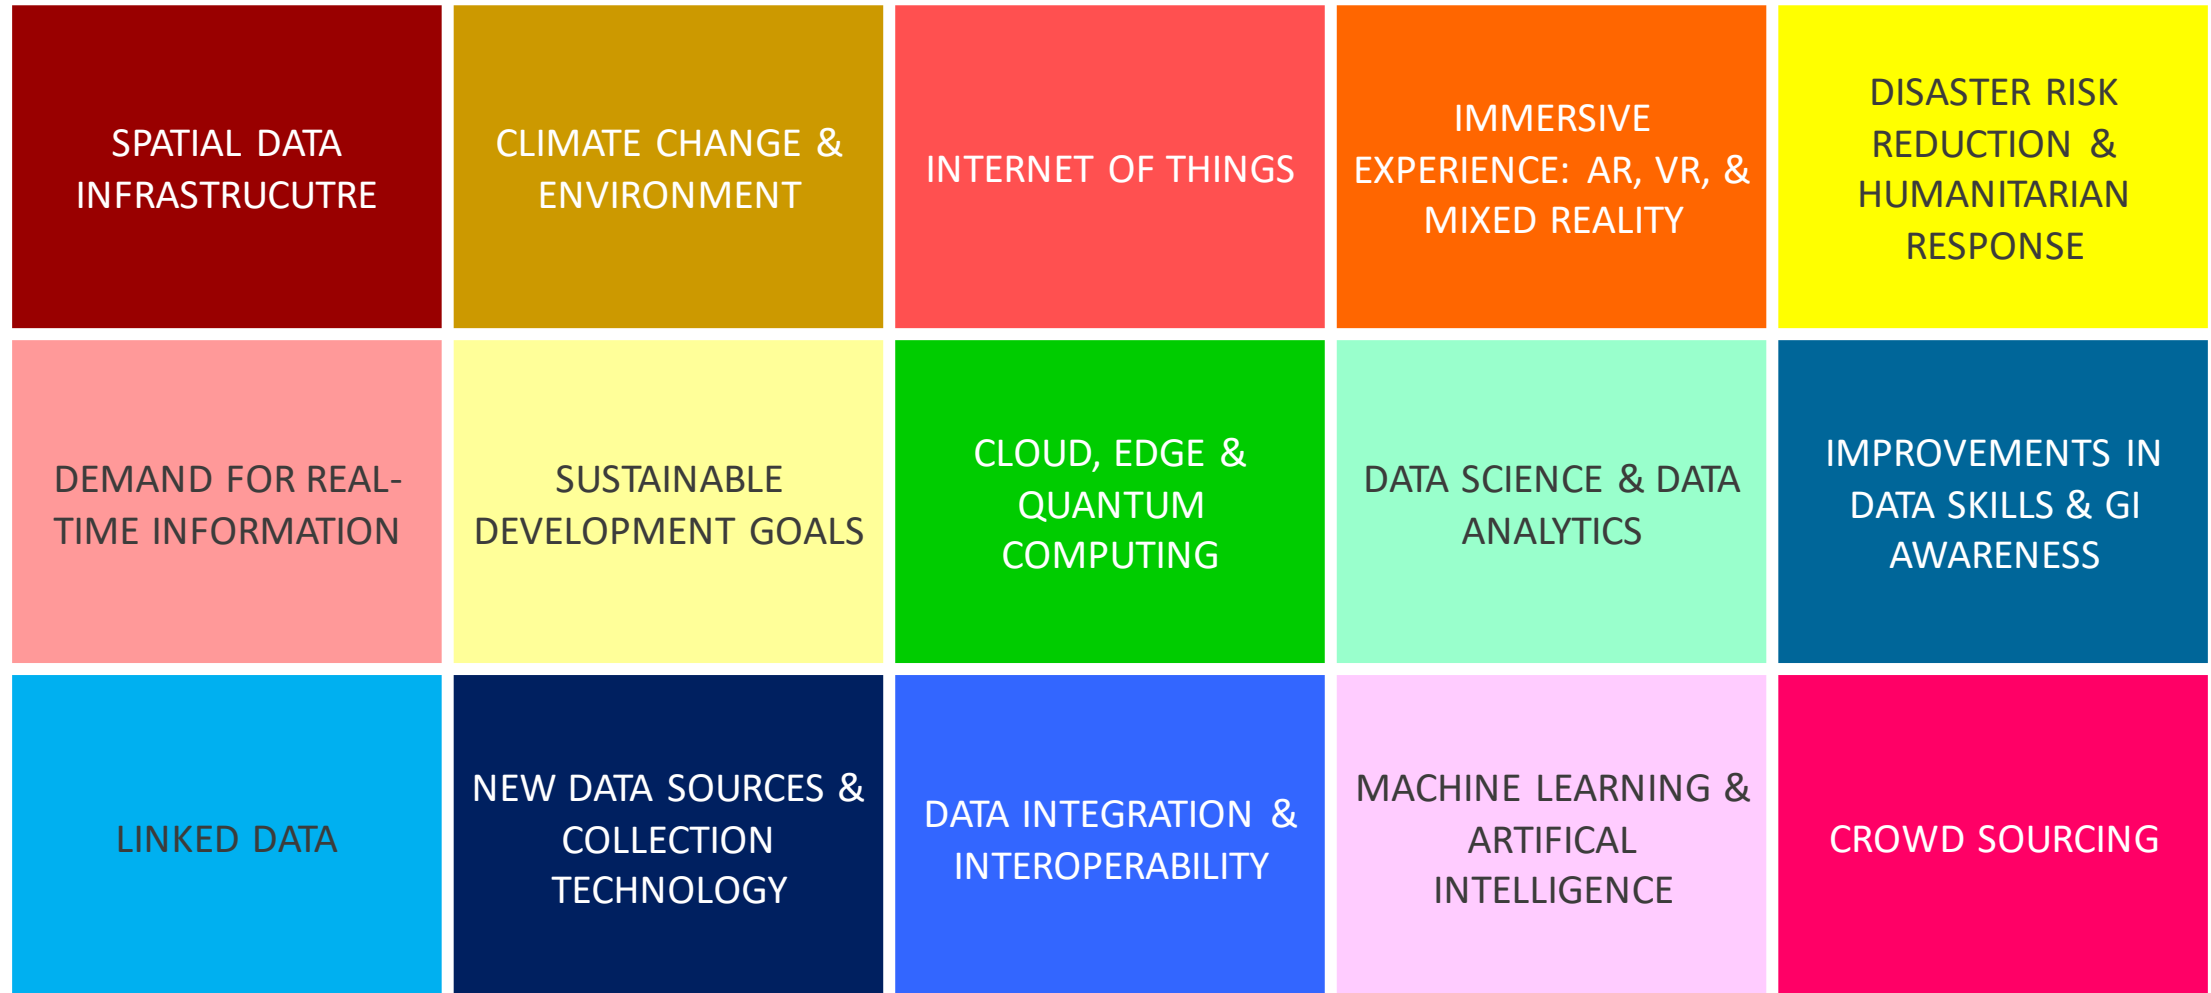 SPATIAL DATA
INFRASTRUCUTRE
CLIMATE CHANGE &
ENVIRONMENT
INTERNET OF THINGS
IMMERSIVE
EXPERIENCE: AR, VR, &
MIXED REALITY
DISASTER RISK
REDUCTION &
HUMANITARIAN
RESPONSE
DEMAND FOR REAL-
TIME INFORMATION
SUSTAINABLE
DEVELOPMENT GOALS
CLOUD, EDGE &
QUANTUM
COMPUTING
DATA SCIENCE & DATA
ANALYTICS
IMPROVEMENTS IN
DATA SKILLS & GI
AWARENESS
LINKED DATA
NEW DATA SOURCES &
COLLECTION
TECHNOLOGY
DATA INTEGRATION &
INTEROPERABILITY
MACHINE LEARNING &
ARTIFICAL
INTELLIGENCE
CROWD SOURCING